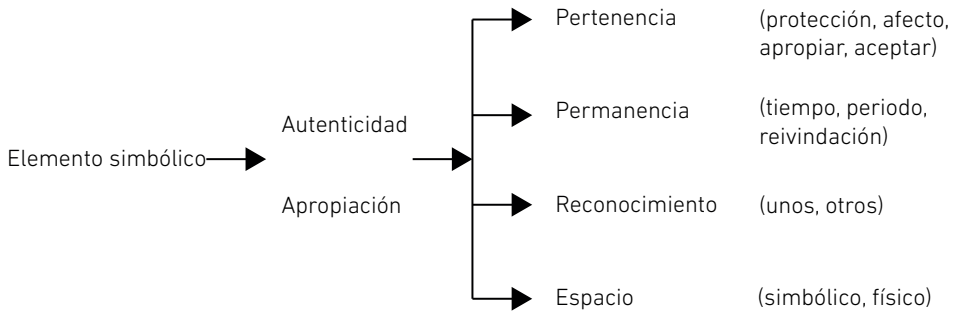 Pertenencia (protección, afecto,
apropiar, aceptar)
Permanencia (tiempo, periodo,
reivindación)
Autenticidad
Elemento simbólico
Apropiación
Reconocimiento (unos, otros)
Espacio (simbólico, físico)